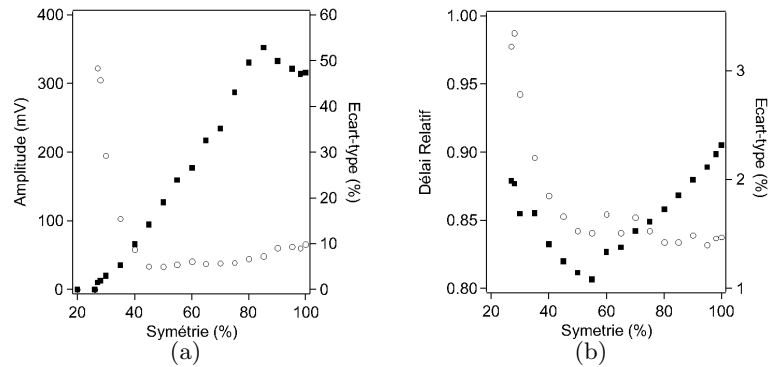 400
300
200
100
0
Amplitude (mV)
60
50
40
30
20
10
0
Ecart-type (%)
20 40 60 80 100
Symétrie (%)
(a)
1.00
0.95
0.90
0.85
0.80
Délai Relatif
3
2
1
Ecart-type (%)
20 40 60 80 100
Symetrie (%)
(b)